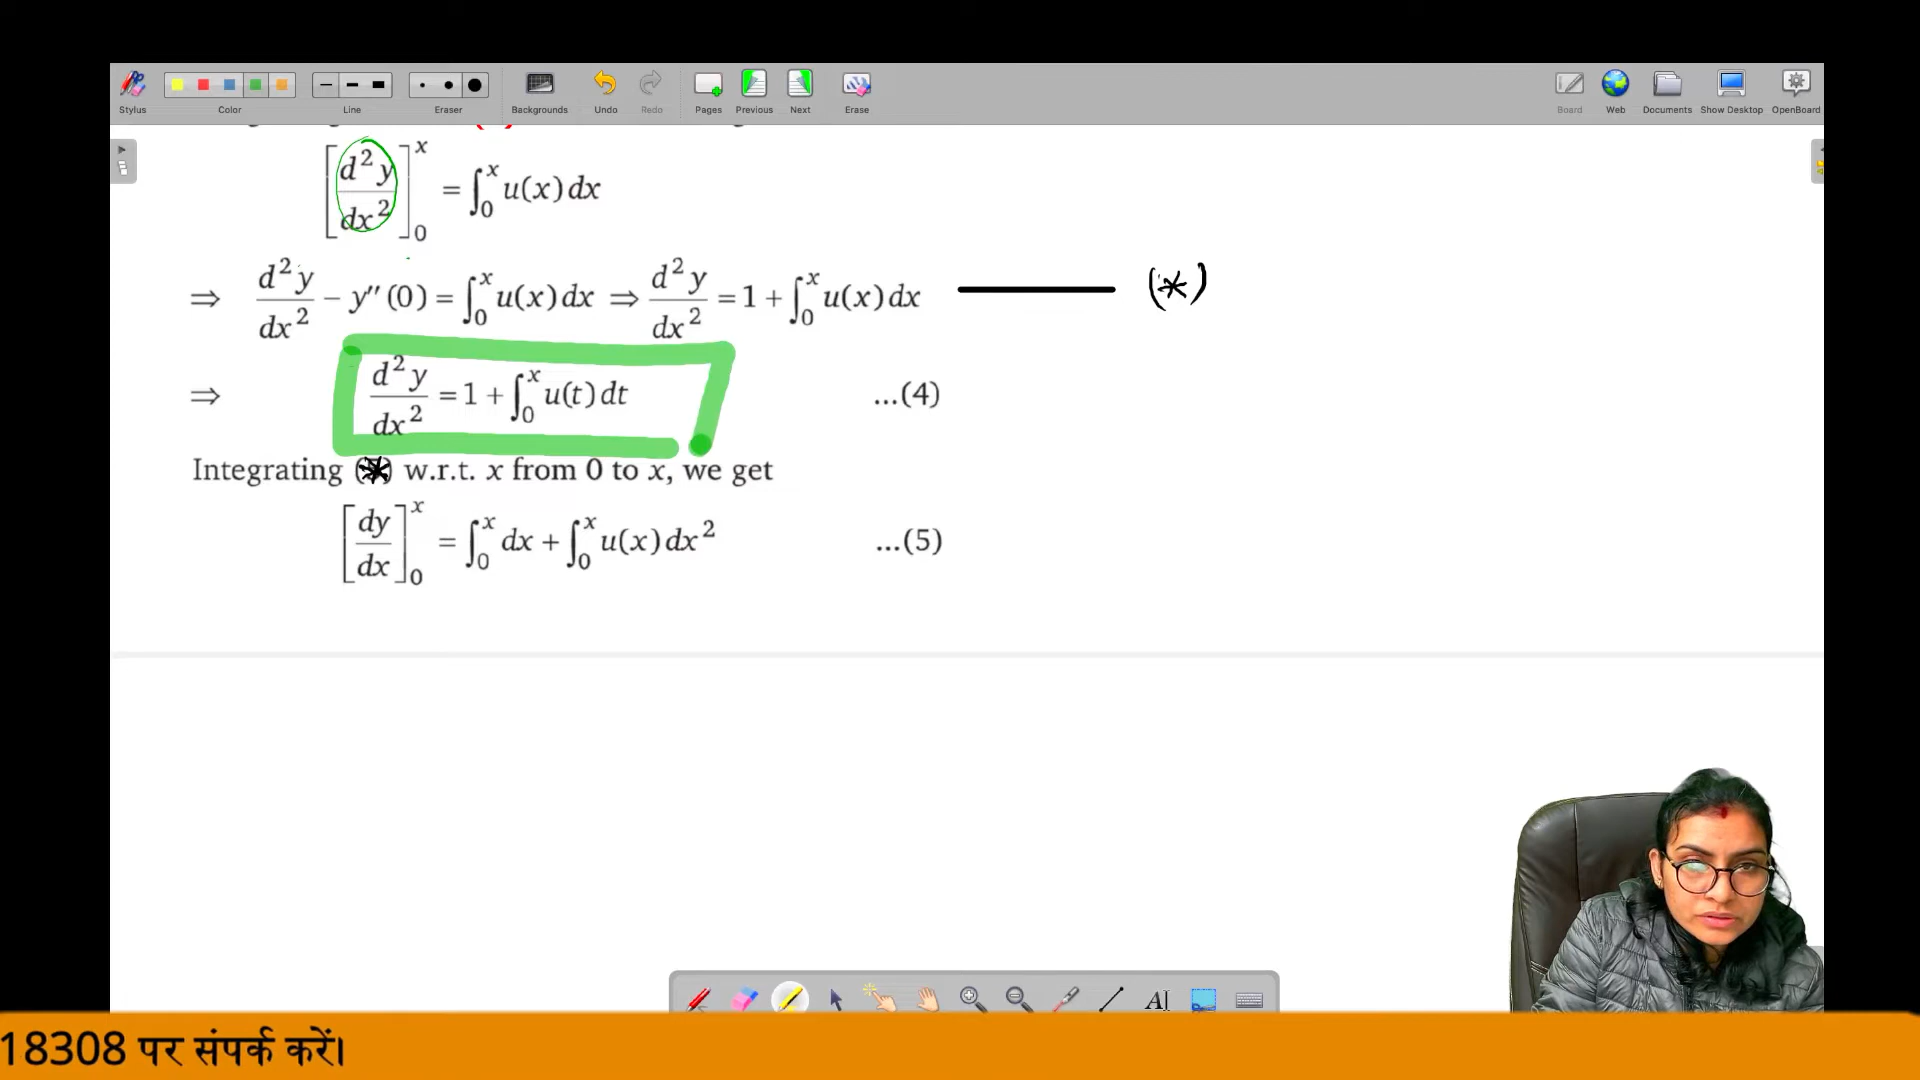 Stylus Color Line Eraser Backgrounds Undo Redo Pages Previous Next Erase Board Web Documents Show Desktop OpenBoard
[d²y/dx²]₀ˣ = ∫₀ˣ u(x) dx
⇒ d²y/dx² − y″(0) = ∫₀ˣ u(x) dx ⇒ d²y/dx² = 1 + ∫₀ˣ u(x) dx (*)
⇒ d²y/dx² = 1 + ∫₀ˣ u(t) dt ...(4)
Integrating (*) w.r.t. x from 0 to x, we get
[dy/dx]₀ˣ = ∫₀ˣ dx + ∫₀ˣ u(x) dx² ...(5)
18308 पर संपर्क करें।